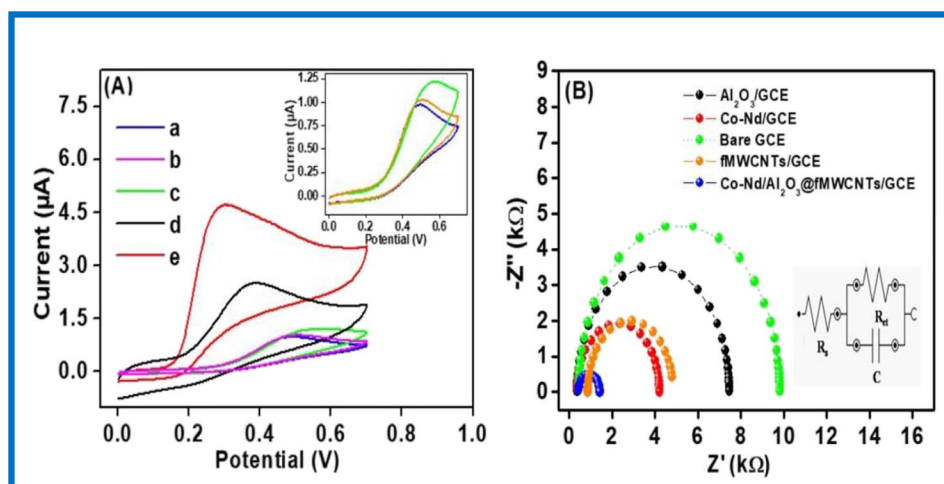 (A)
7.5
6.0
4.5
3.0
1.5
0.0
Current (µA)
a
b
c
d
e
0.0
0.2
0.4
0.6
0.8
1.0
Potential (V)
1.25
1.00
0.75
0.50
0.25
0.00
Current (µA)
0.0
0.2
0.4
0.6
Potential (V)
(B)
9
8
7
6
5
4
3
2
1
0
-Z" (kΩ)
Al₂O₃/GCE
Co-Nd/GCE
Bare GCE
fMWCNTs/GCE
Co-Nd/Al₂O₃@fMWCNTs/GCE
Rₛ
R꜀ₜ
C
0 2 4 6 8 10 12 14 16
Z' (kΩ)